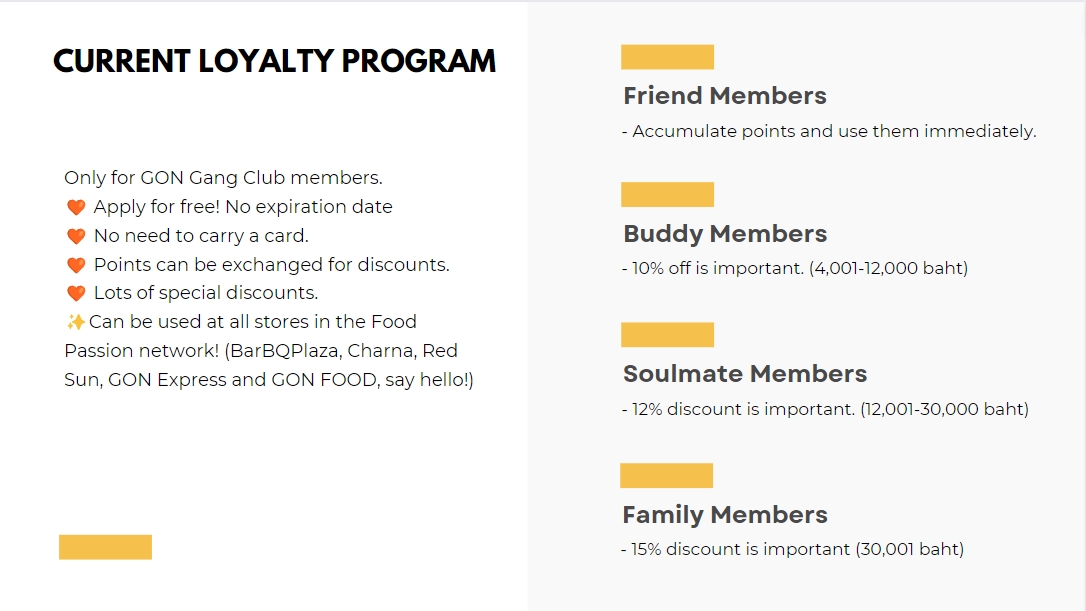 CURRENT LOYALTY PROGRAM
Only for GON Gang Club members.
🧡 Apply for free! No expiration date
🧡 No need to carry a card.
🧡 Points can be exchanged for discounts.
🧡 Lots of special discounts.
✨Can be used at all stores in the Food
Passion network! (BarBQPlaza, Charna, Red
Sun, GON Express and GON FOOD, say hello!)
Friend Members
- Accumulate points and use them immediately.
Buddy Members
- 10% off is important. (4,001-12,000 baht)
Soulmate Members
- 12% discount is important. (12,001-30,000 baht)
Family Members
- 15% discount is important (30,001 baht)